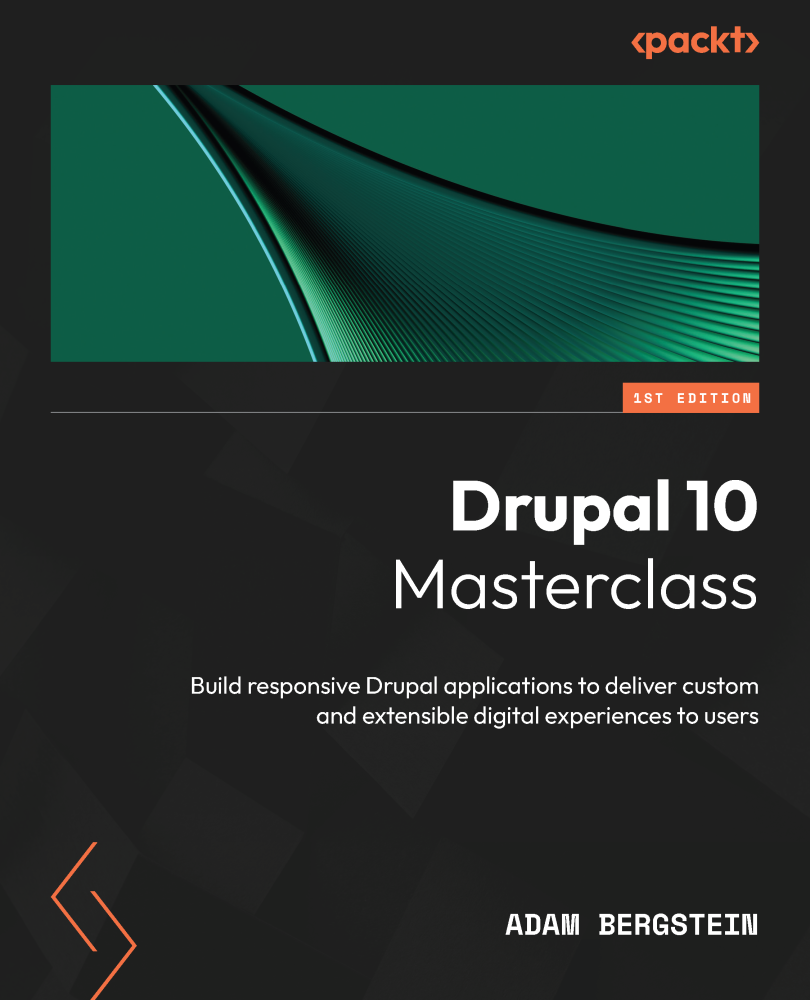 <packt>
1ST EDITION
Drupal 10
Masterclass
Build responsive Drupal applications to deliver custom
and extensible digital experiences to users
ADAM BERGSTEIN